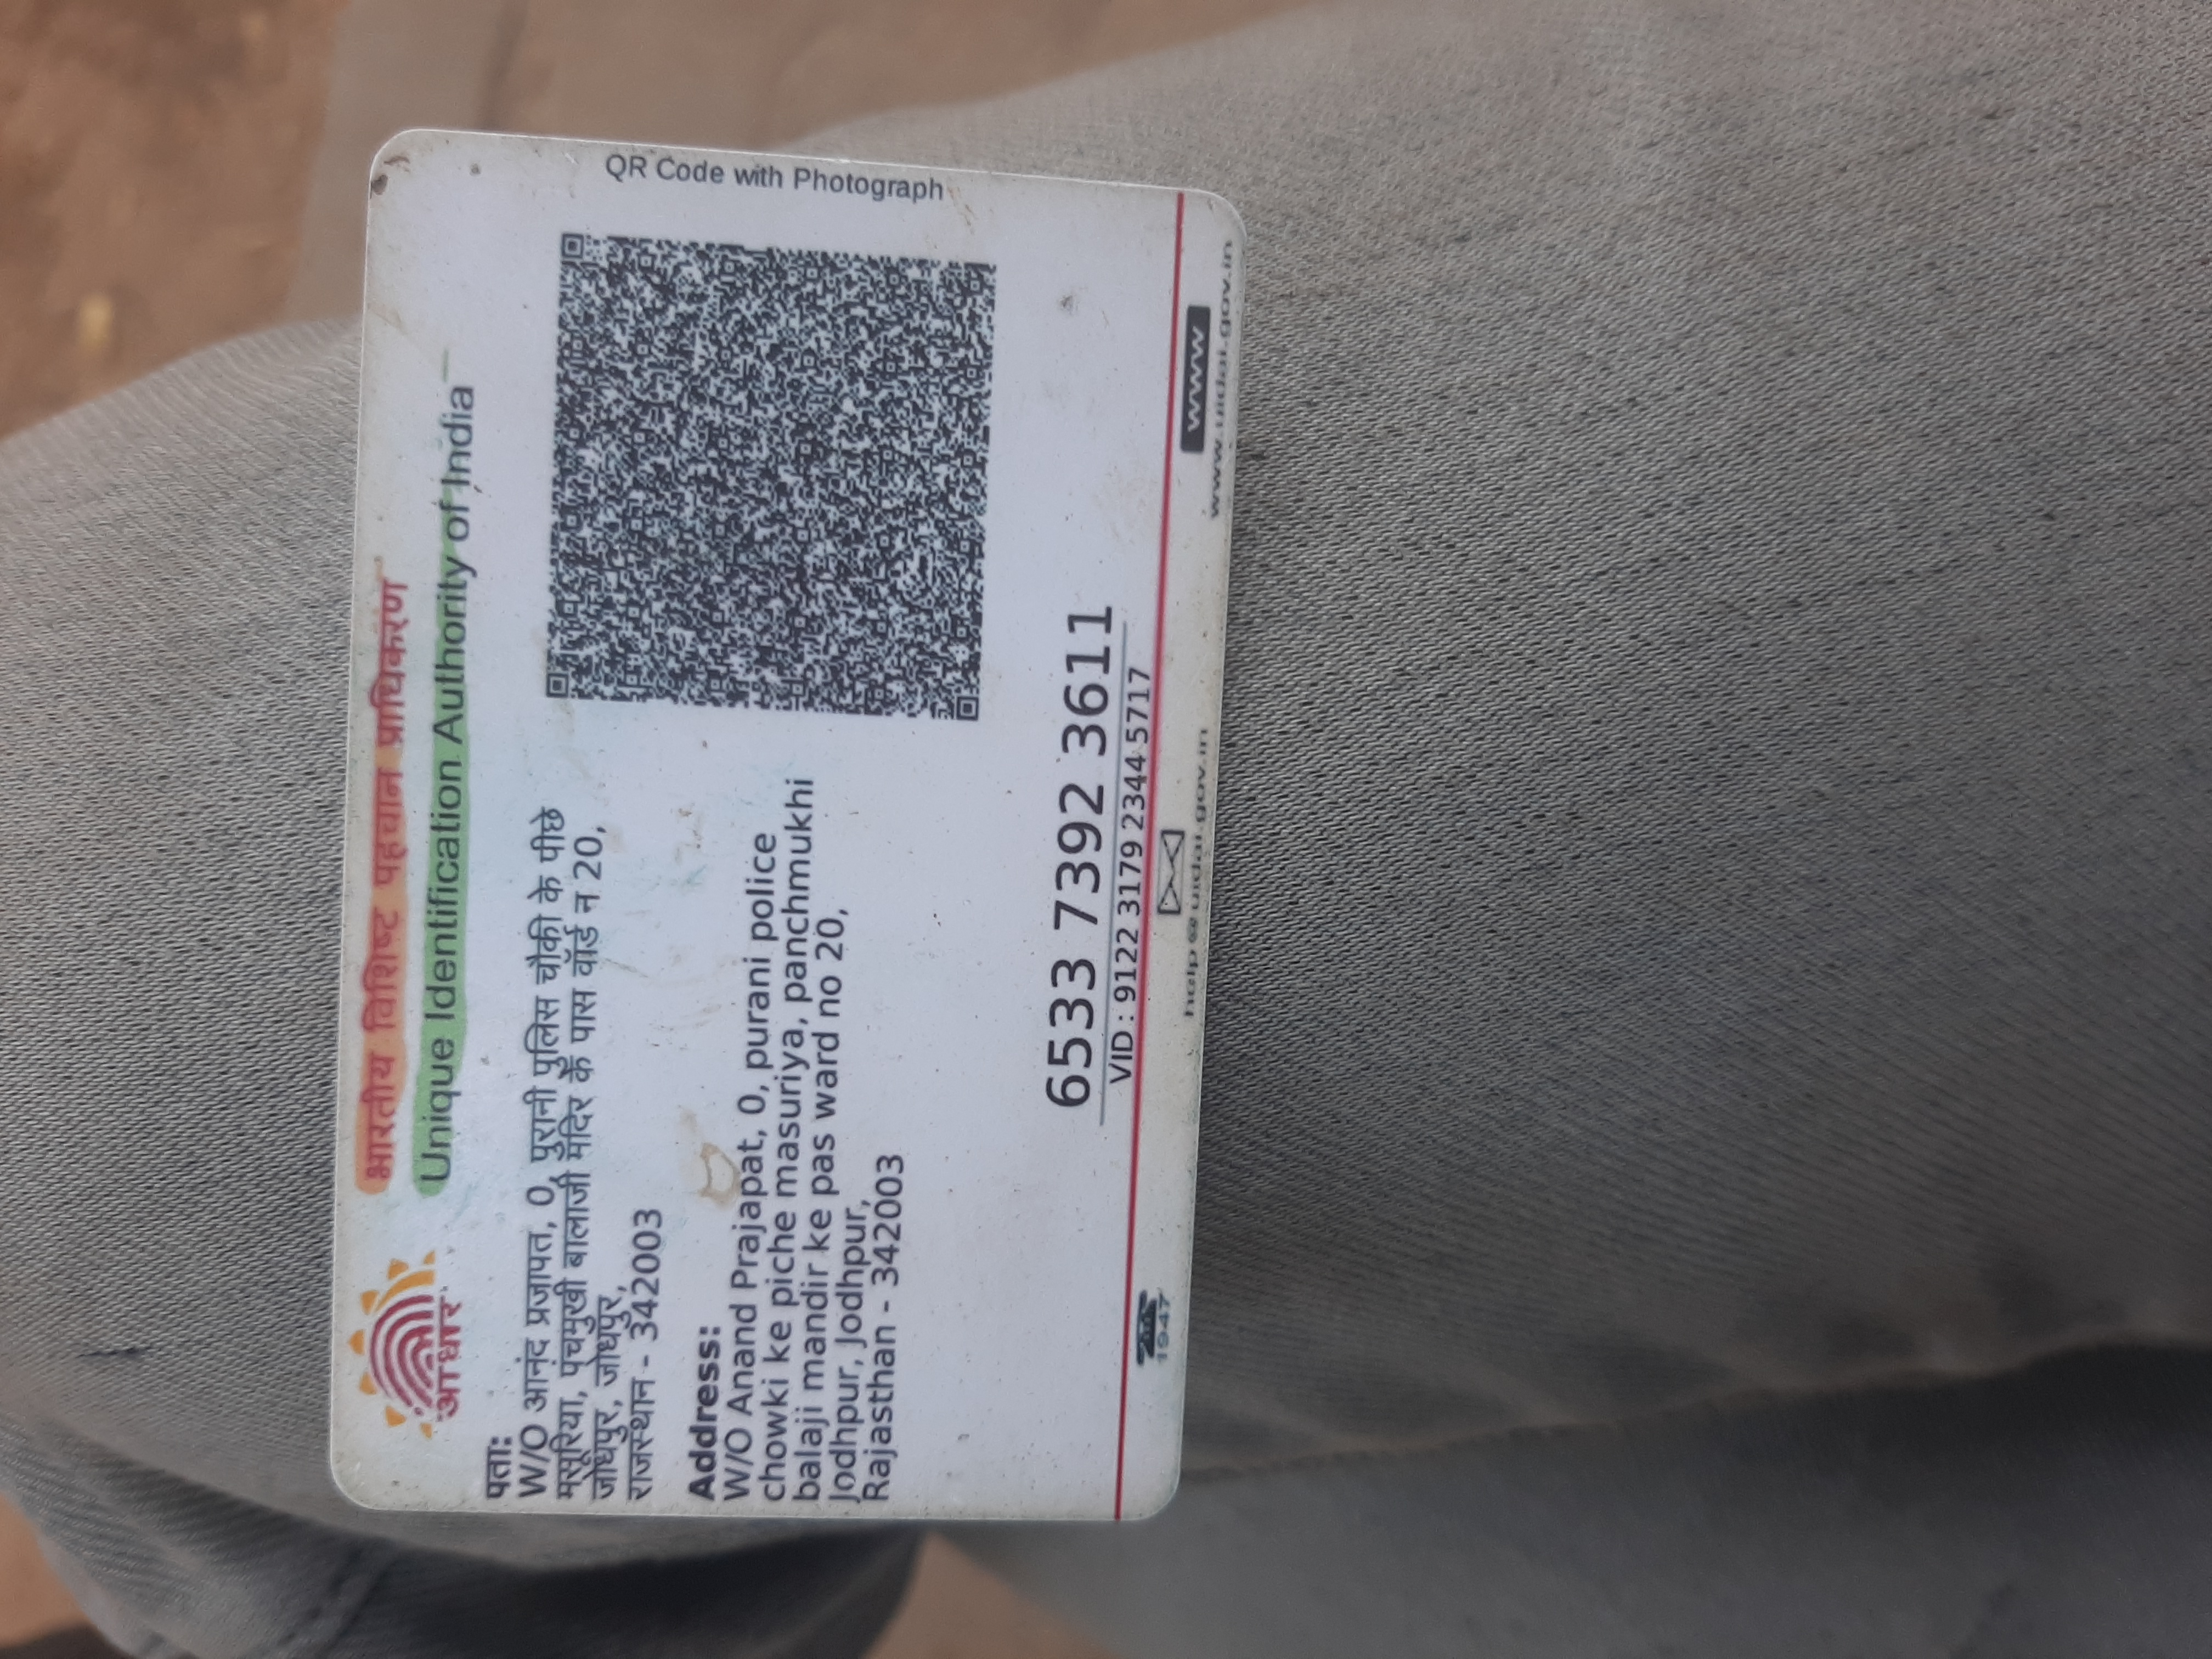 भारतीय विशिष्ट पहचान प्राधिकरण
Unique Identification Authority of India
आधार
पता:
W/O आनंद प्रजापत, 0, पुरानी पुलिस चौकी के पीछे
मसूरिया, पंचमुखी बालाजी मंदिर के पास वॉर्ड न 20,
जोधपुर, जोधपुर,
राजस्थान - 342003
Address:
W/O Anand Prajapat, 0, purani police
chowki ke piche masuriya, panchmukhi
balaji mandir ke pas ward no 20,
Jodhpur, Jodhpur,
Rajasthan - 342003
QR Code with Photograph
6533 7392 3611
VID : 9122 3179 2344 5717
1947
help@uidai.gov.in
www
www.uidai.gov.in